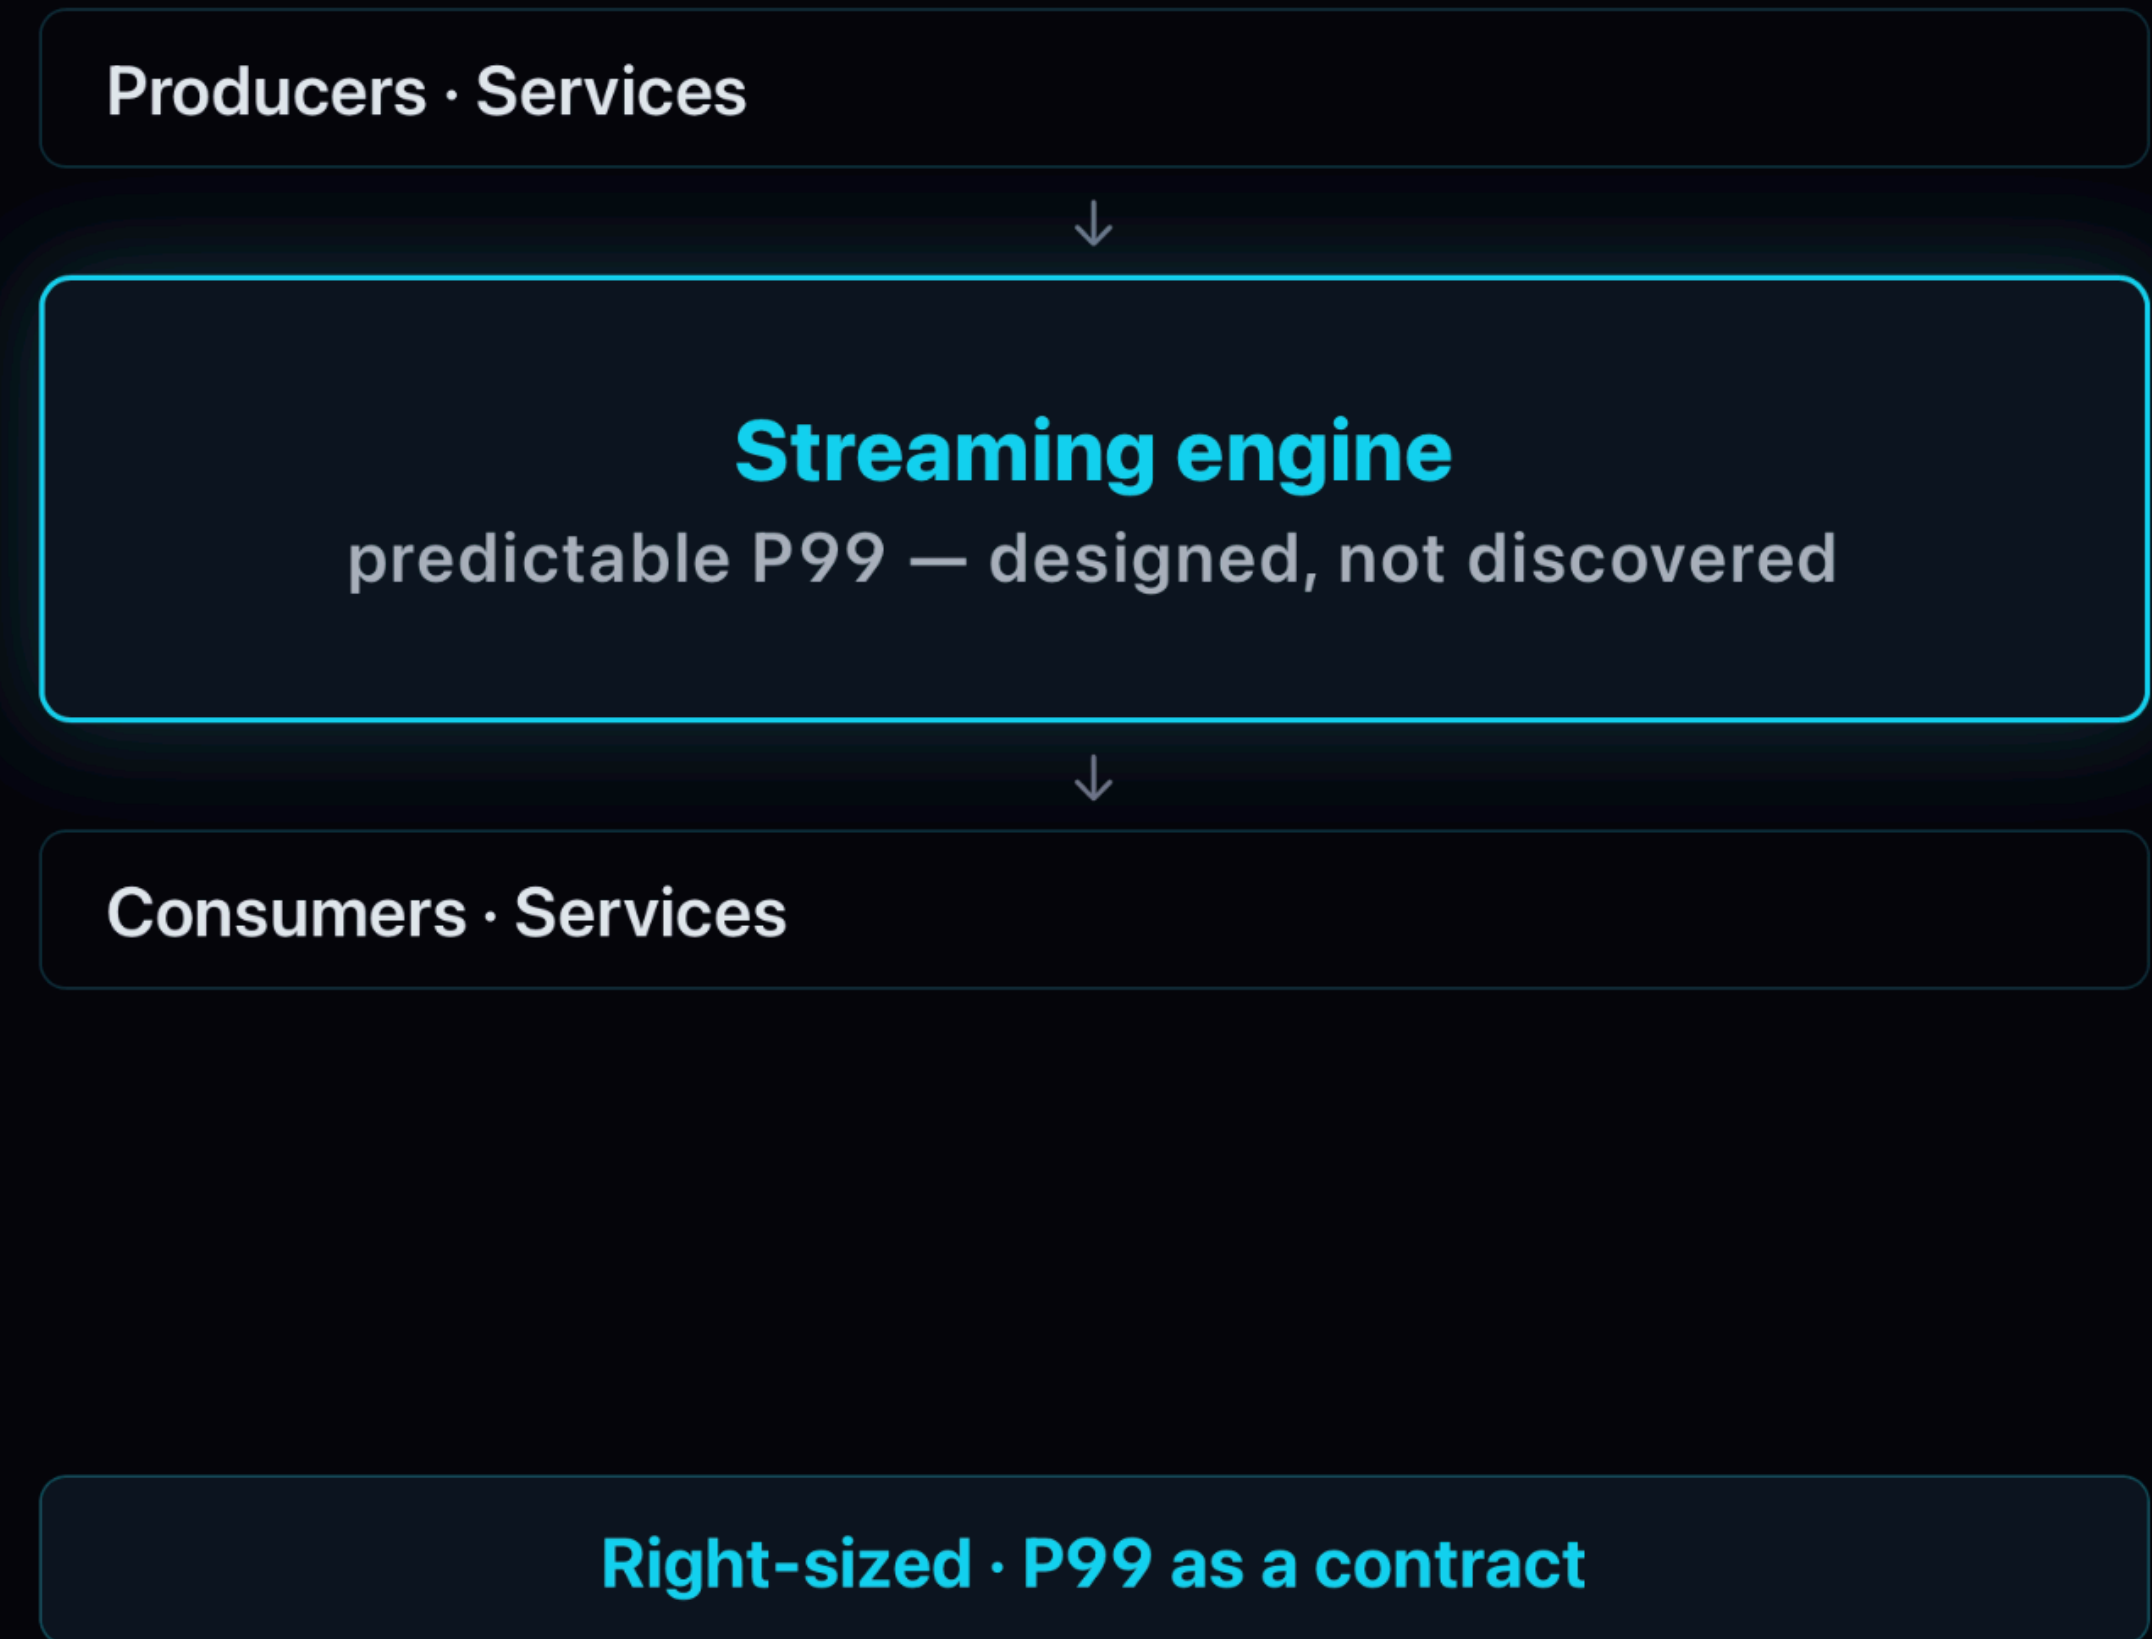 Producers · Services
Streaming engine
predictable P99 — designed, not discovered
Consumers · Services
Right-sized · P99 as a contract